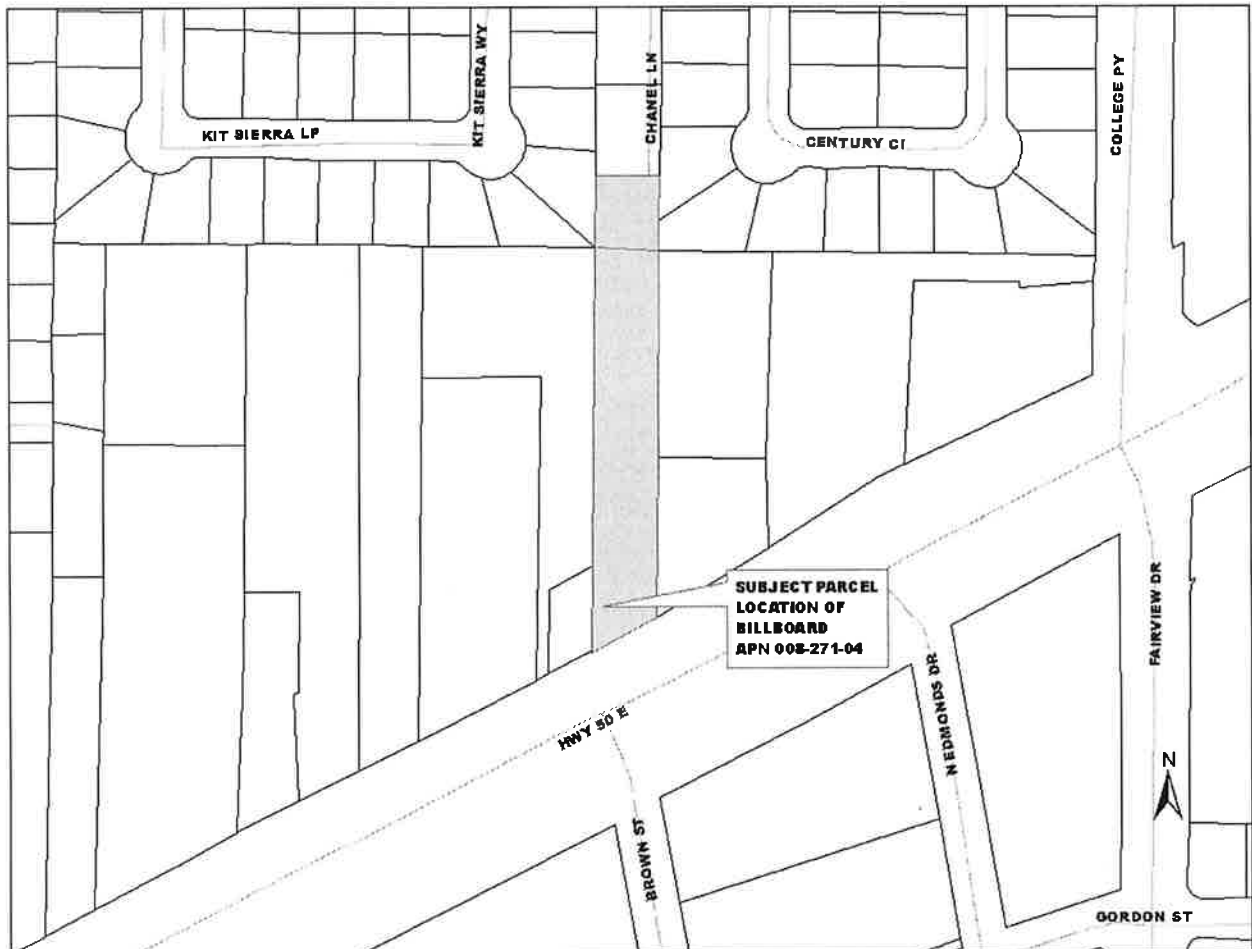 KIT SIERRA LP
KIT SIERRA WY
CHANEL LN
CENTURY CI
COLLEGE PY
SUBJECT PARCEL
LOCATION OF
BILLBOARD
APN 008-271-04
HWY 50 E
BROWN ST
N EDMONDS DR
FAIRVIEW DR
N
GORDON ST